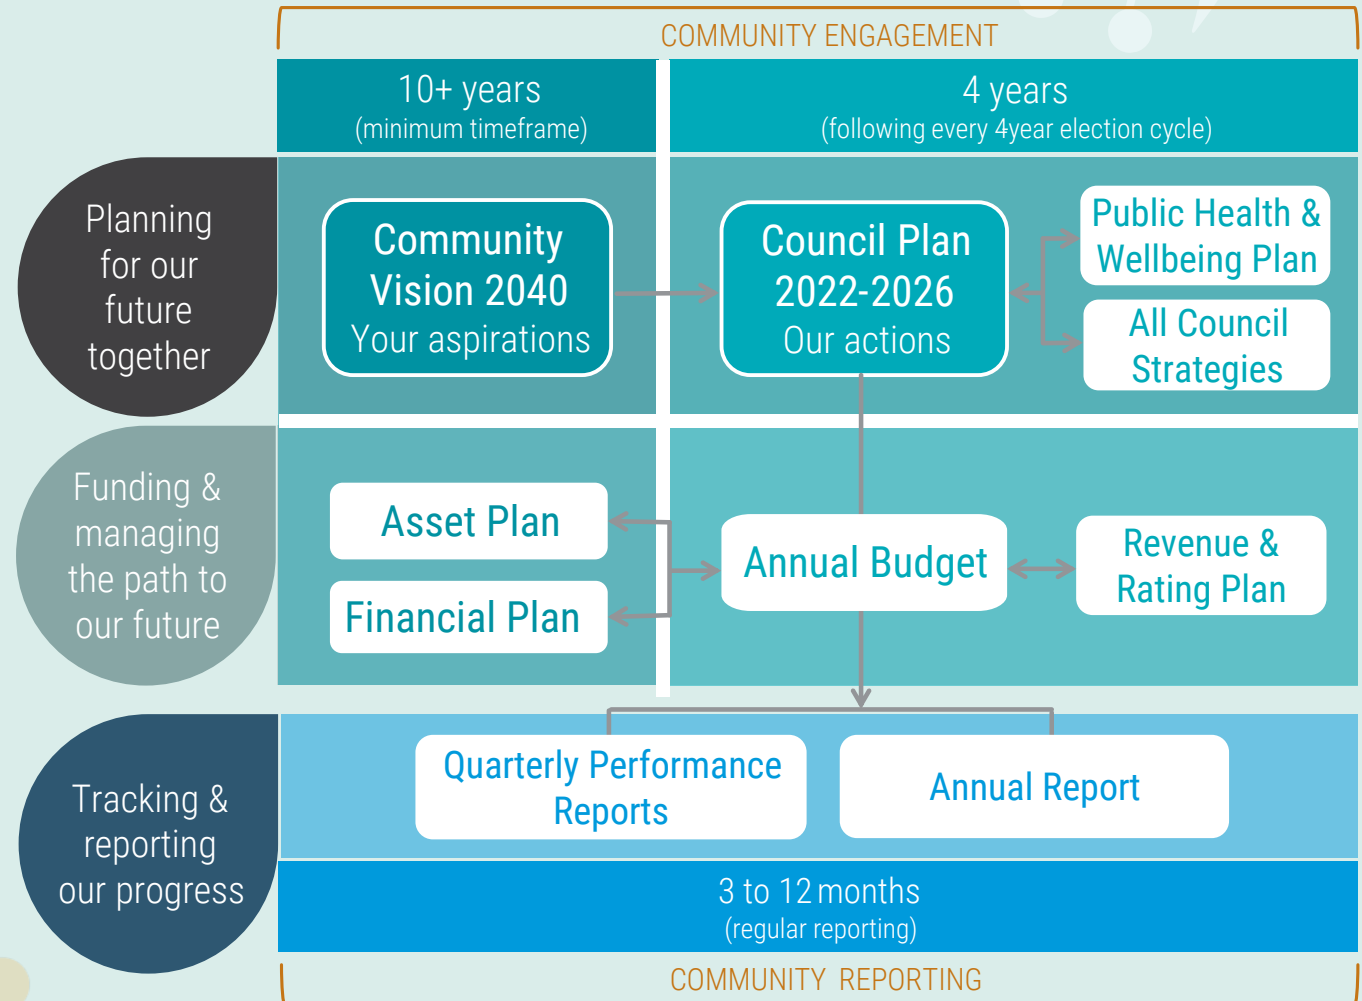 COMMUNITY ENGAGEMENT
10+ years
(minimum timeframe)
4 years
(following every 4year election cycle)
Planning
for our
future
together
Community
Vision 2040
Your aspirations
Council Plan
2022-2026
Our actions
Public Health &
Wellbeing Plan
All Council
Strategies
Funding &
managing
the path to
our future
Asset Plan
Financial Plan
Annual Budget
Revenue &
Rating Plan
Tracking &
reporting
our progress
Quarterly Performance
Reports
Annual Report
3 to 12 months
(regular reporting)
COMMUNITY REPORTING